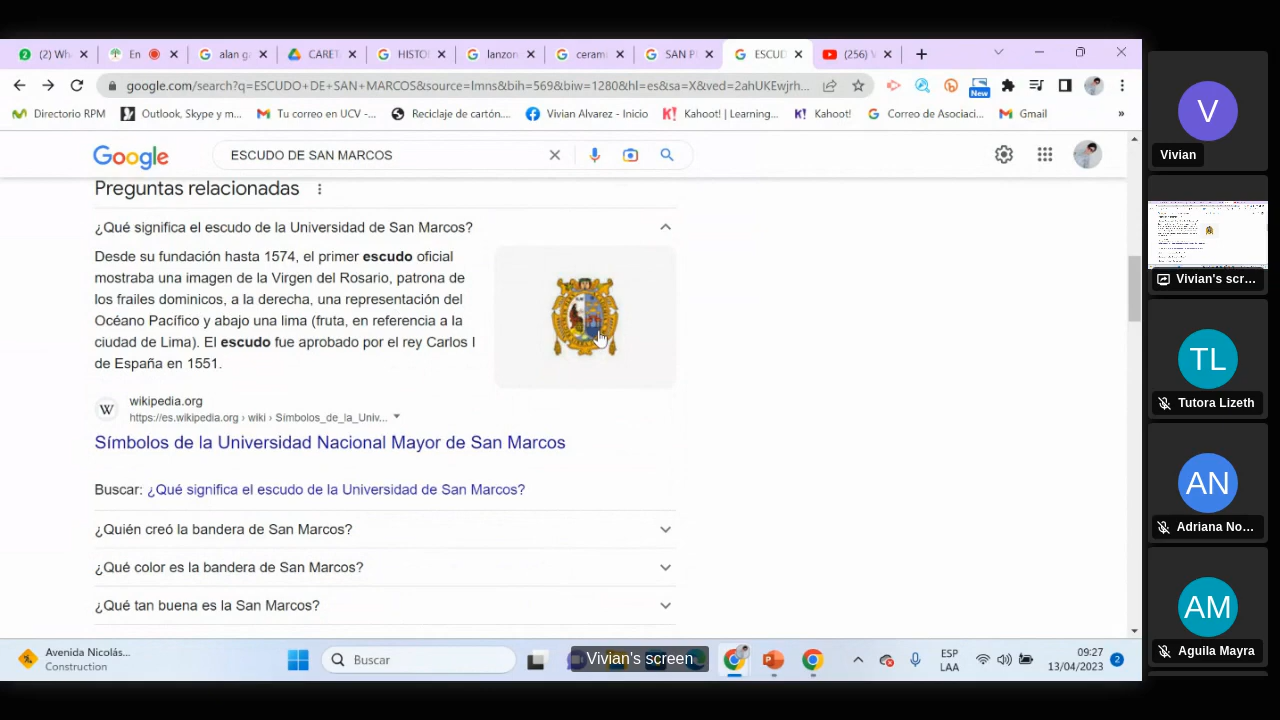 (2) Wh
En
alan g
CARET
HISTO
lanzon
cerami
SAN P
ESCUD
(256) V
google.com/search?q=ESCUDO+DE+SAN+MARCOS&source=lmns&bih=569&biw=1280&hl=es&sa=X&ved=2ahUKEwjrh...
New
Directorio RPM
Outlook, Skype y m...
Tu correo en UCV -...
Reciclaje de cartón....
Vivian Alvarez - Inicio
Kahoot! | Learning...
Kahoot!
Correo de Asociaci...
Gmail
»
Google
ESCUDO DE SAN MARCOS
Preguntas relacionadas
¿Qué significa el escudo de la Universidad de San Marcos?
Desde su fundación hasta 1574, el primer escudo oficial
mostraba una imagen de la Virgen del Rosario, patrona de
los frailes dominicos, a la derecha, una representación del
Océano Pacífico y abajo una lima (fruta, en referencia a la
ciudad de Lima). El escudo fue aprobado por el rey Carlos I
de España en 1551.
W
wikipedia.org
https://es.wikipedia.org › wiki › Símbolos_de_la_Univ...
Símbolos de la Universidad Nacional Mayor de San Marcos
Buscar: ¿Qué significa el escudo de la Universidad de San Marcos?
¿Quién creó la bandera de San Marcos?
¿Qué color es la bandera de San Marcos?
¿Qué tan buena es la San Marcos?
Avenida Nicolás...
Construction
Buscar
Vivian's screen
ESP
LAA
09:27
13/04/2023
2
V
Vivian
Vivian's scr...
TL
Tutora Lizeth
AN
Adriana No...
AM
Aguila Mayra